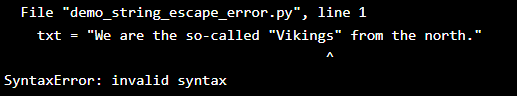 File "demo_string_escape_error.py", line 1
txt = "We are the so-called "Vikings" from the north."
^
SyntaxError: invalid syntax